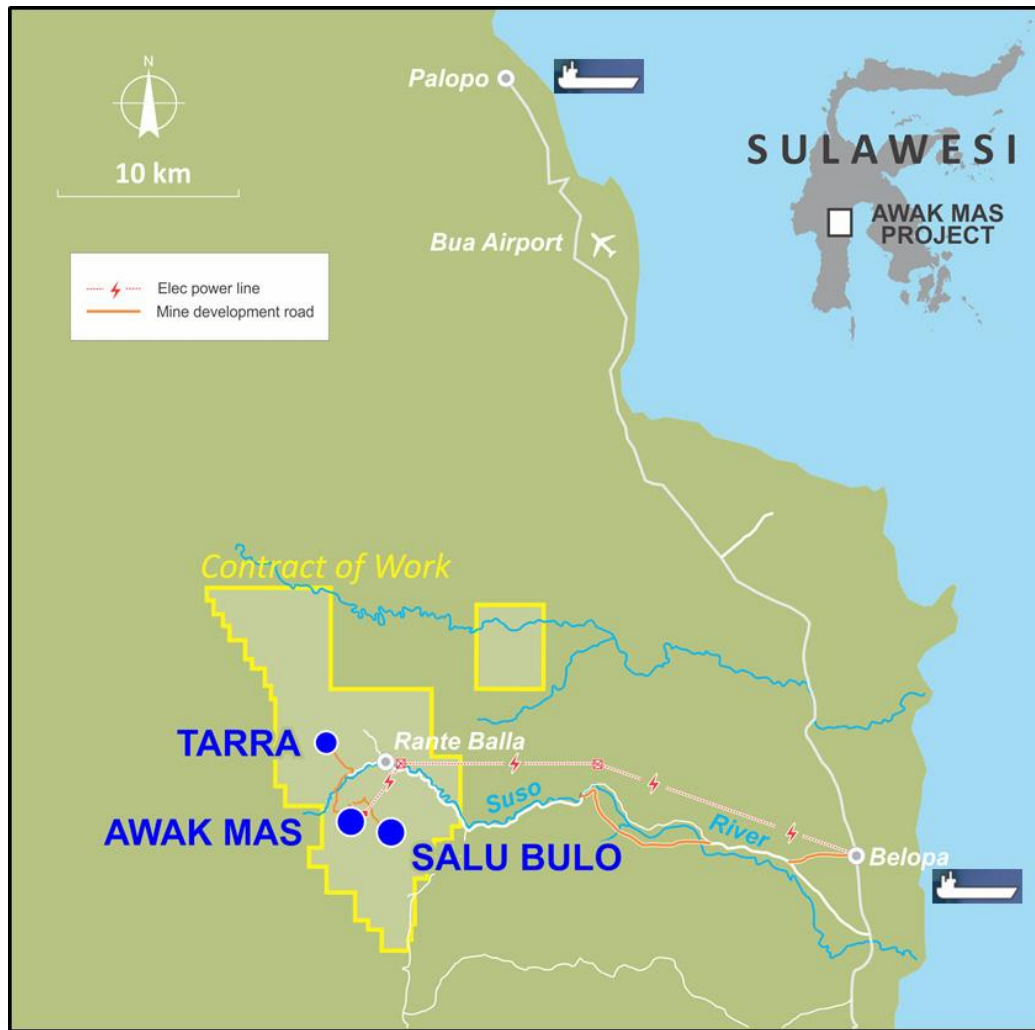 N
10 km
Palopo
Bua Airport
SULAWESI
AWAK MAS
PROJECT
Elec power line
Mine development road
Contract of Work
TARRA
Rante Balla
AWAK MAS
SALU BULO
Suso
River
Belopa